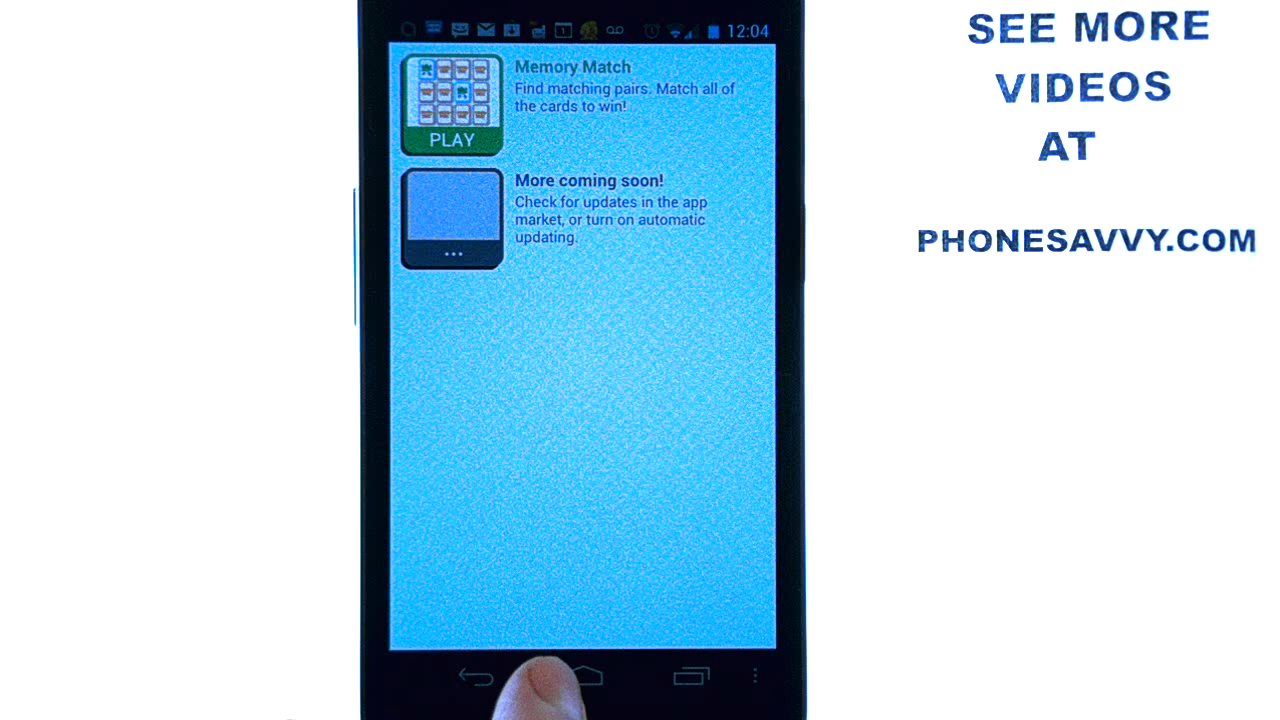 12:04
Memory Match
Find matching pairs. Match all of
the cards to win!
PLAY
More coming soon!
Check for updates in the app
market, or turn on automatic
updating.
...
SEE MORE
VIDEOS
AT
PHONESAVVY.COM